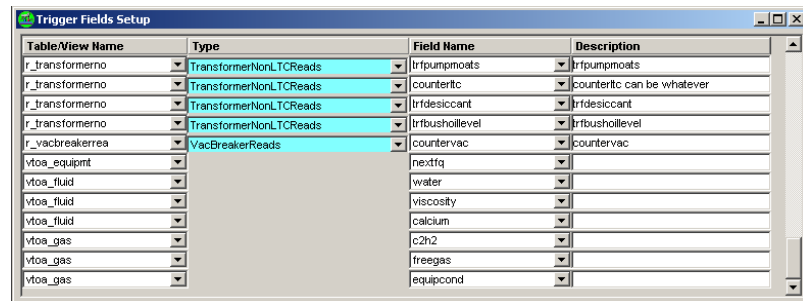 Trigger Fields Setup
Table/View Name Type Field Name Description
r_transformerno TransformerNonLTCReads trfpumpmoats trfpumpmoats
r_transformerno TransformerNonLTCReads counterltc counterltc can be whatever
r_transformerno TransformerNonLTCReads trfdesiccant trfdesiccant
r_transformerno TransformerNonLTCReads trfbushoillevel trfbushoillevel
r_vacbreakerrea VacBreakerReads countervac countervac
vtoa_equipmt nextfq
vtoa_fluid water
vtoa_fluid viscosity
vtoa_fluid calcium
vtoa_gas c2h2
vtoa_gas freegas
vtoa_gas equipcond